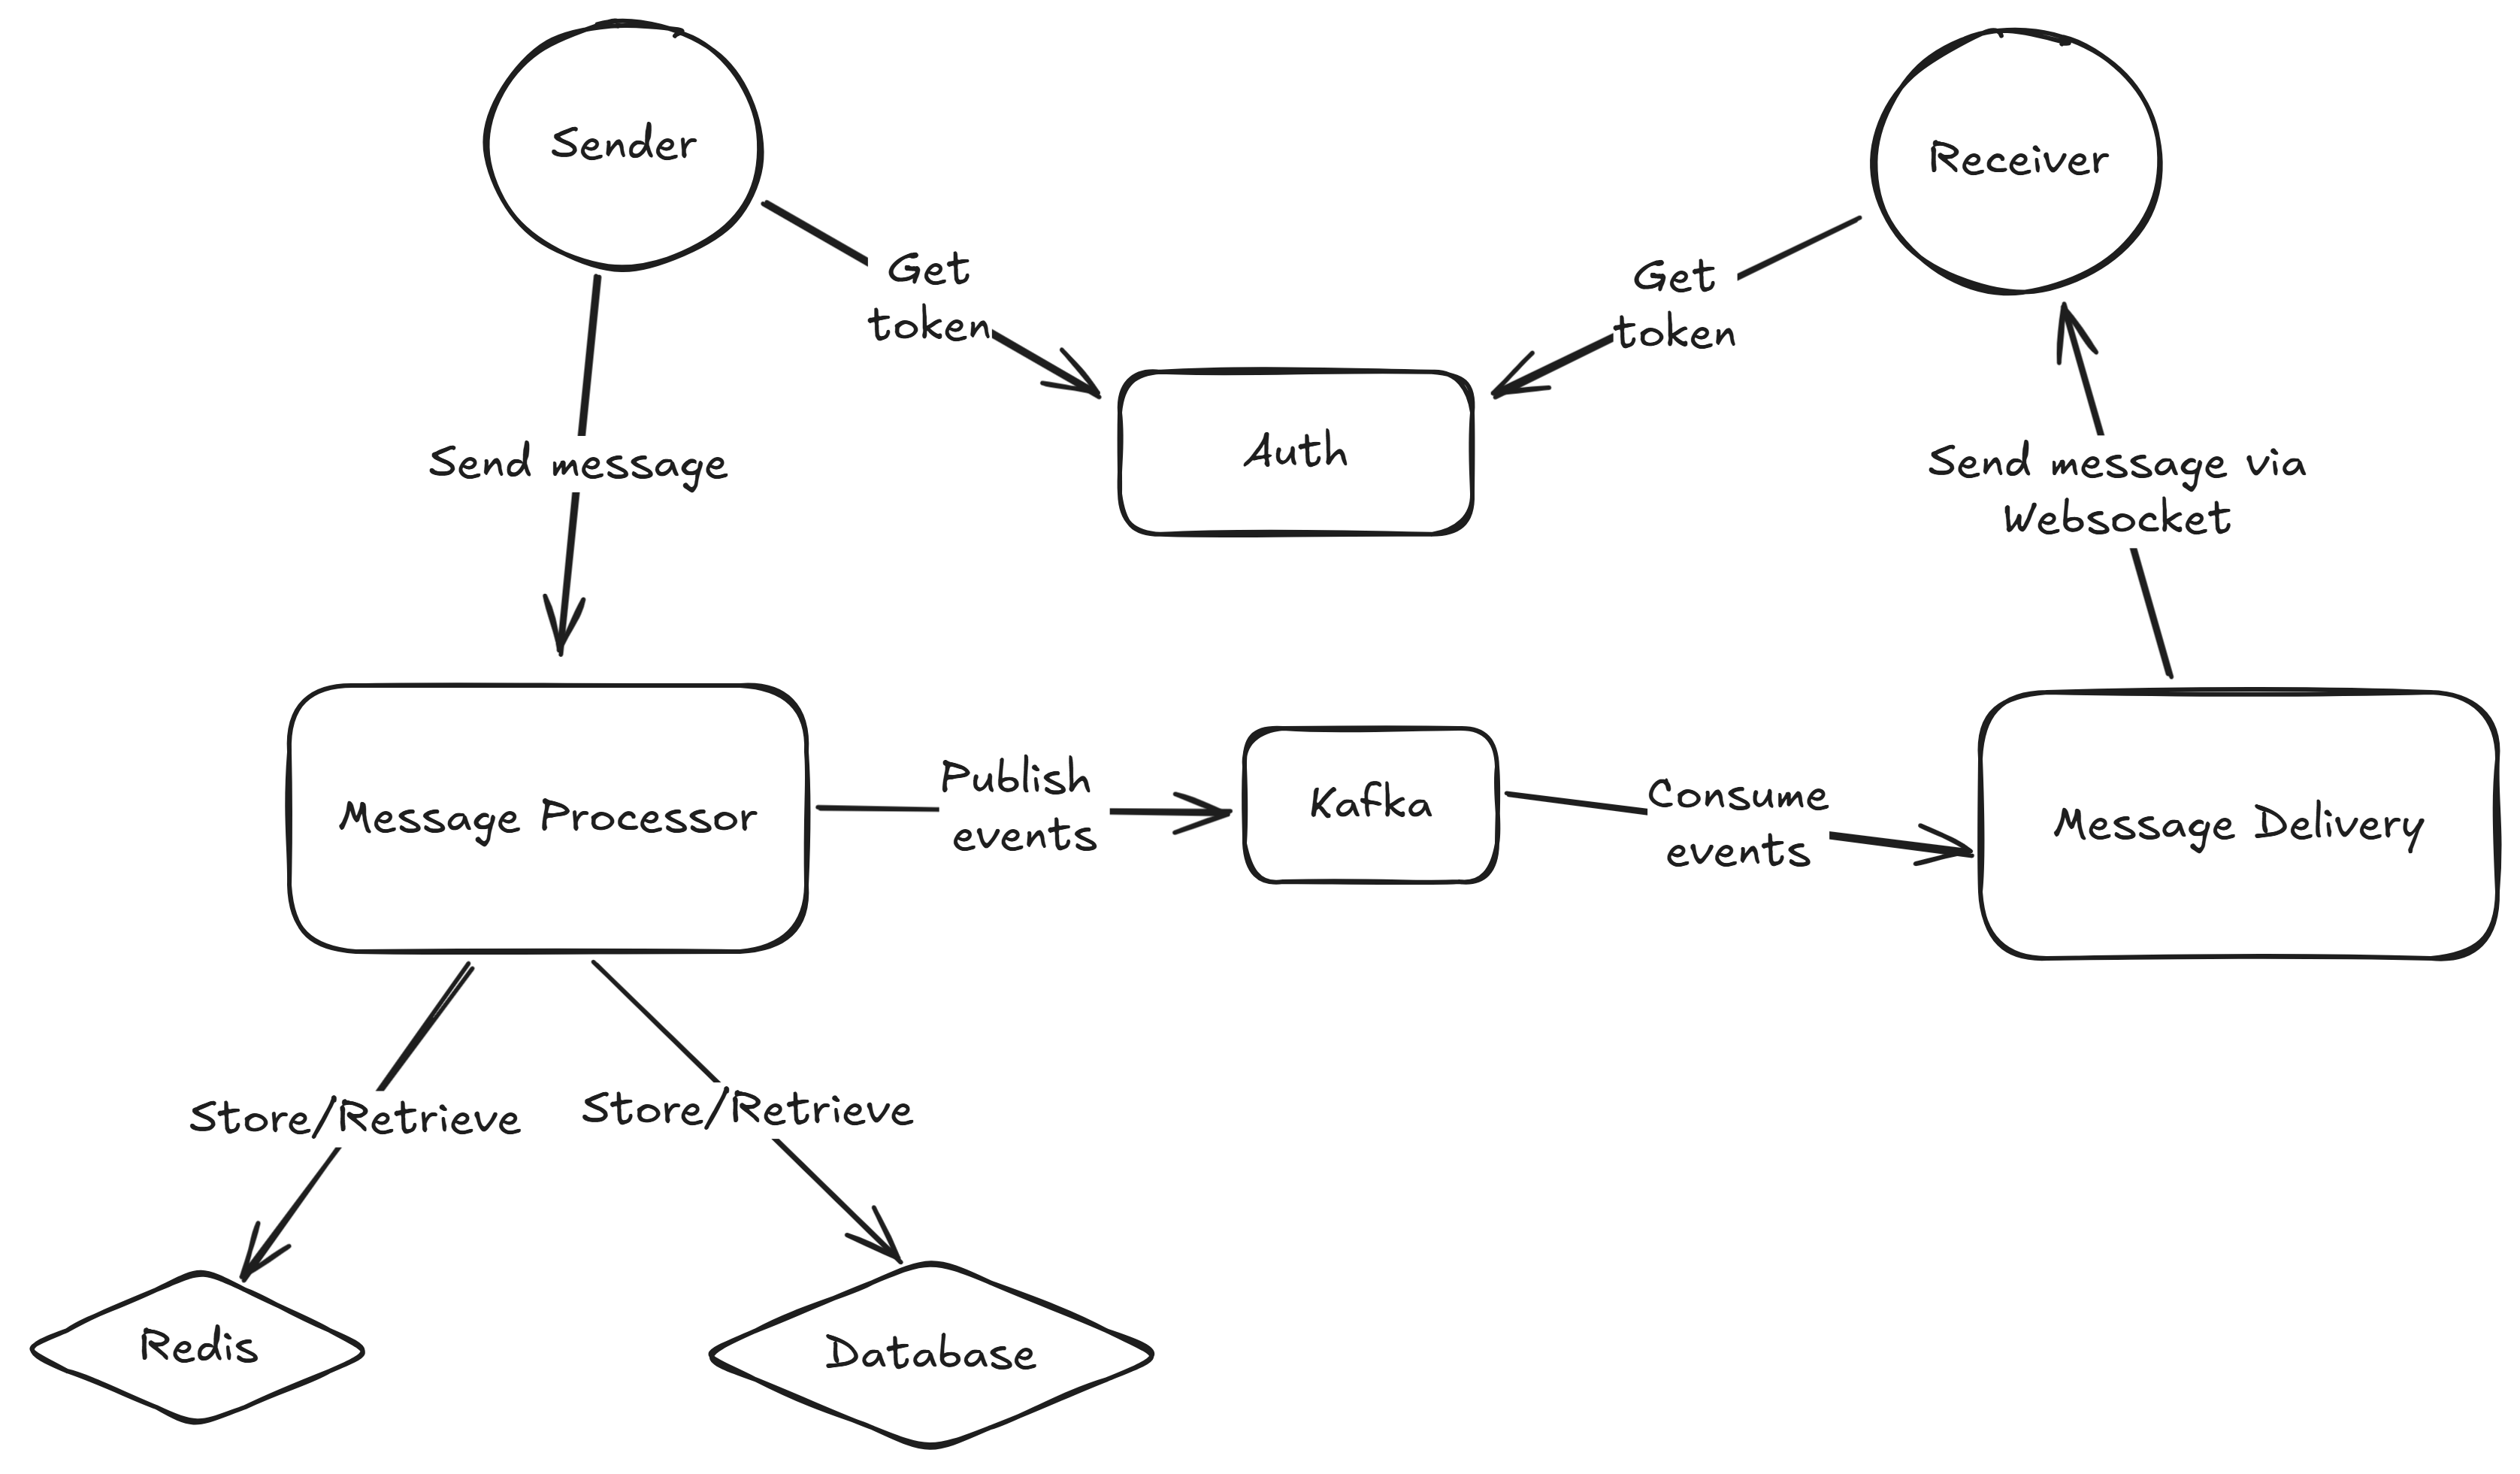 Sender
Receiver
Get
token
Get
token
Auth
Send message
Send message via
Websocket
Message Processor
Publish
events
Kafka
Consume
events
Message Delivery
Store/Retrieve
Store/Retrieve
Redis
Database